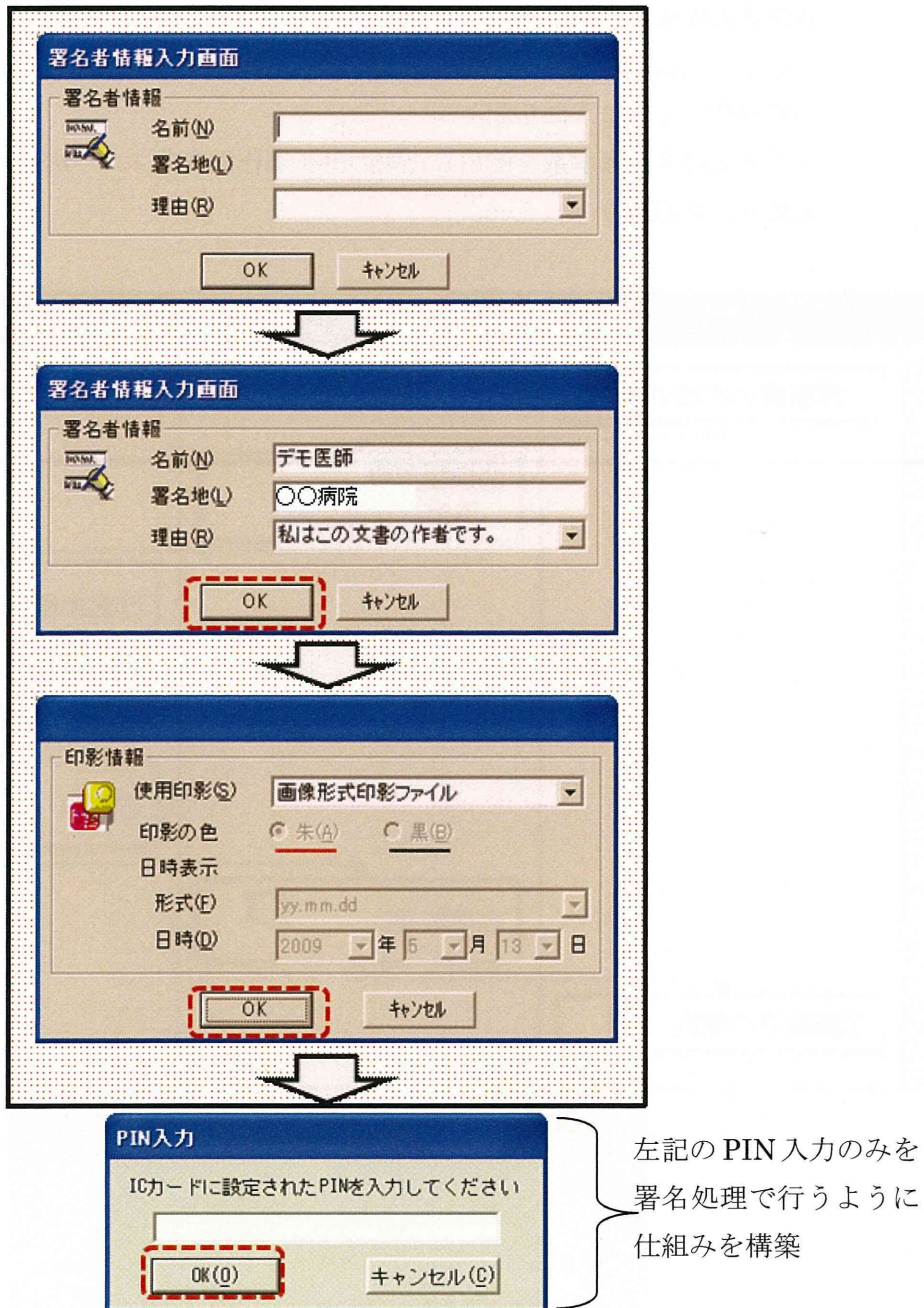 署名者情報入力画面
署名者情報
名前(N)
署名地(L)
理由(R)
OK キャンセル
署名者情報入力画面
署名者情報
名前(N) デモ医師
署名地(L) 〇〇病院
理由(R) 私はこの文書の作者です。
OK キャンセル
印影情報
使用印影(S) 画像形式印影ファイル
印影の色 朱(A) 黒(B)
日時表示
形式(F) yy.mm.dd
日時(D) 2009 年 5 月 13 日
OK キャンセル
PIN入力
ICカードに設定されたPINを入力してください
OK(O) キャンセル(C)
左記の PIN 入力のみを
署名処理で行うように
仕組みを構築